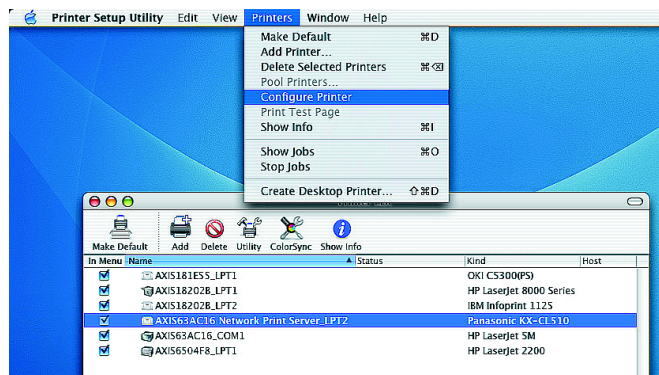 Printer Setup Utility Edit View Printers Window Help
Make Default ⌘D
Add Printer...
Delete Selected Printers ⌘⌫
Pool Printers...
Configure Printer
Print Test Page
Show Info ⌘I
Show Jobs ⌘O
Stop Jobs
Create Desktop Printer... ⇧⌘D
Make Default Add Delete Utility ColorSync Show Info
In Menu Name Status Kind Host
AXIS181E55_LPT1 OKI C5300(PS)
AXIS18202B_LPT1 HP LaserJet 8000 Series
AXIS18202B_LPT2 IBM Infoprint 1125
AXIS63AC16 Network Print Server_LPT2 Panasonic KX-CL510
AXIS63AC16_COM1 HP LaserJet 5M
AXIS6504F8_LPT1 HP LaserJet 2200